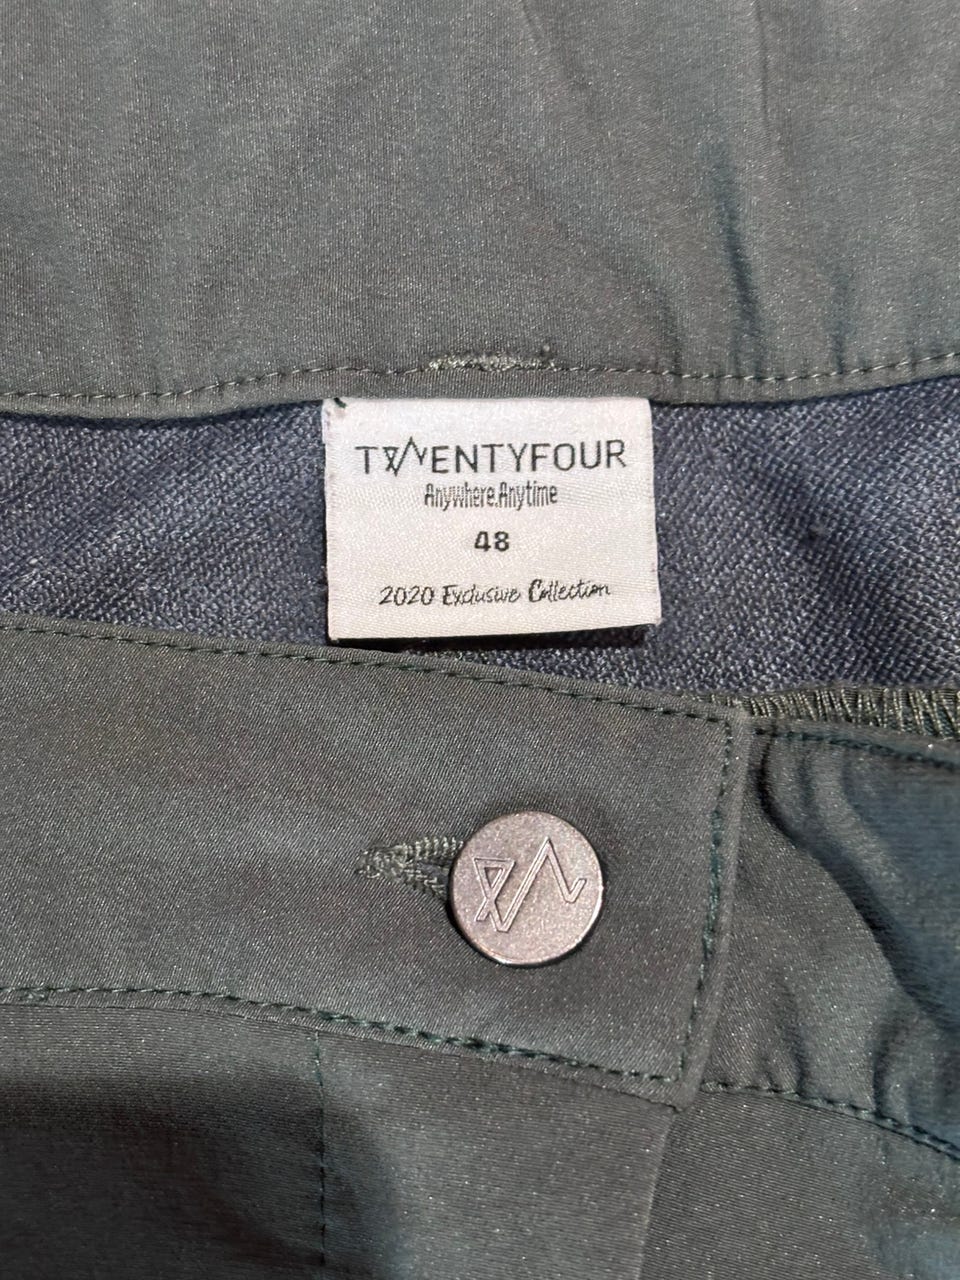 TWENTYFOUR
Anywhere.Anytime
48
2020 Exclusive Collection